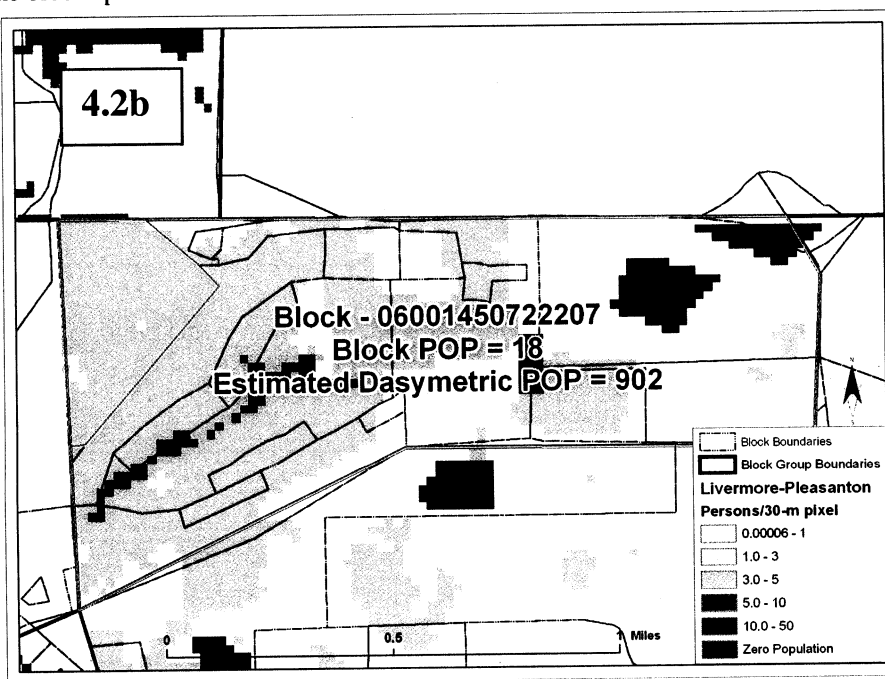 4.2b
Block - 06001450722207
Block POP = 18
Estimated Dasymetric POP = 902
N
Block Boundaries
Block Group Boundaries
Livermore-Pleasanton
Persons/30-m pixel
0.00006 - 1
1.0 - 3
3.0 - 5
5.0 - 10
10.0 - 50
Zero Population
0 0.5 1 Miles